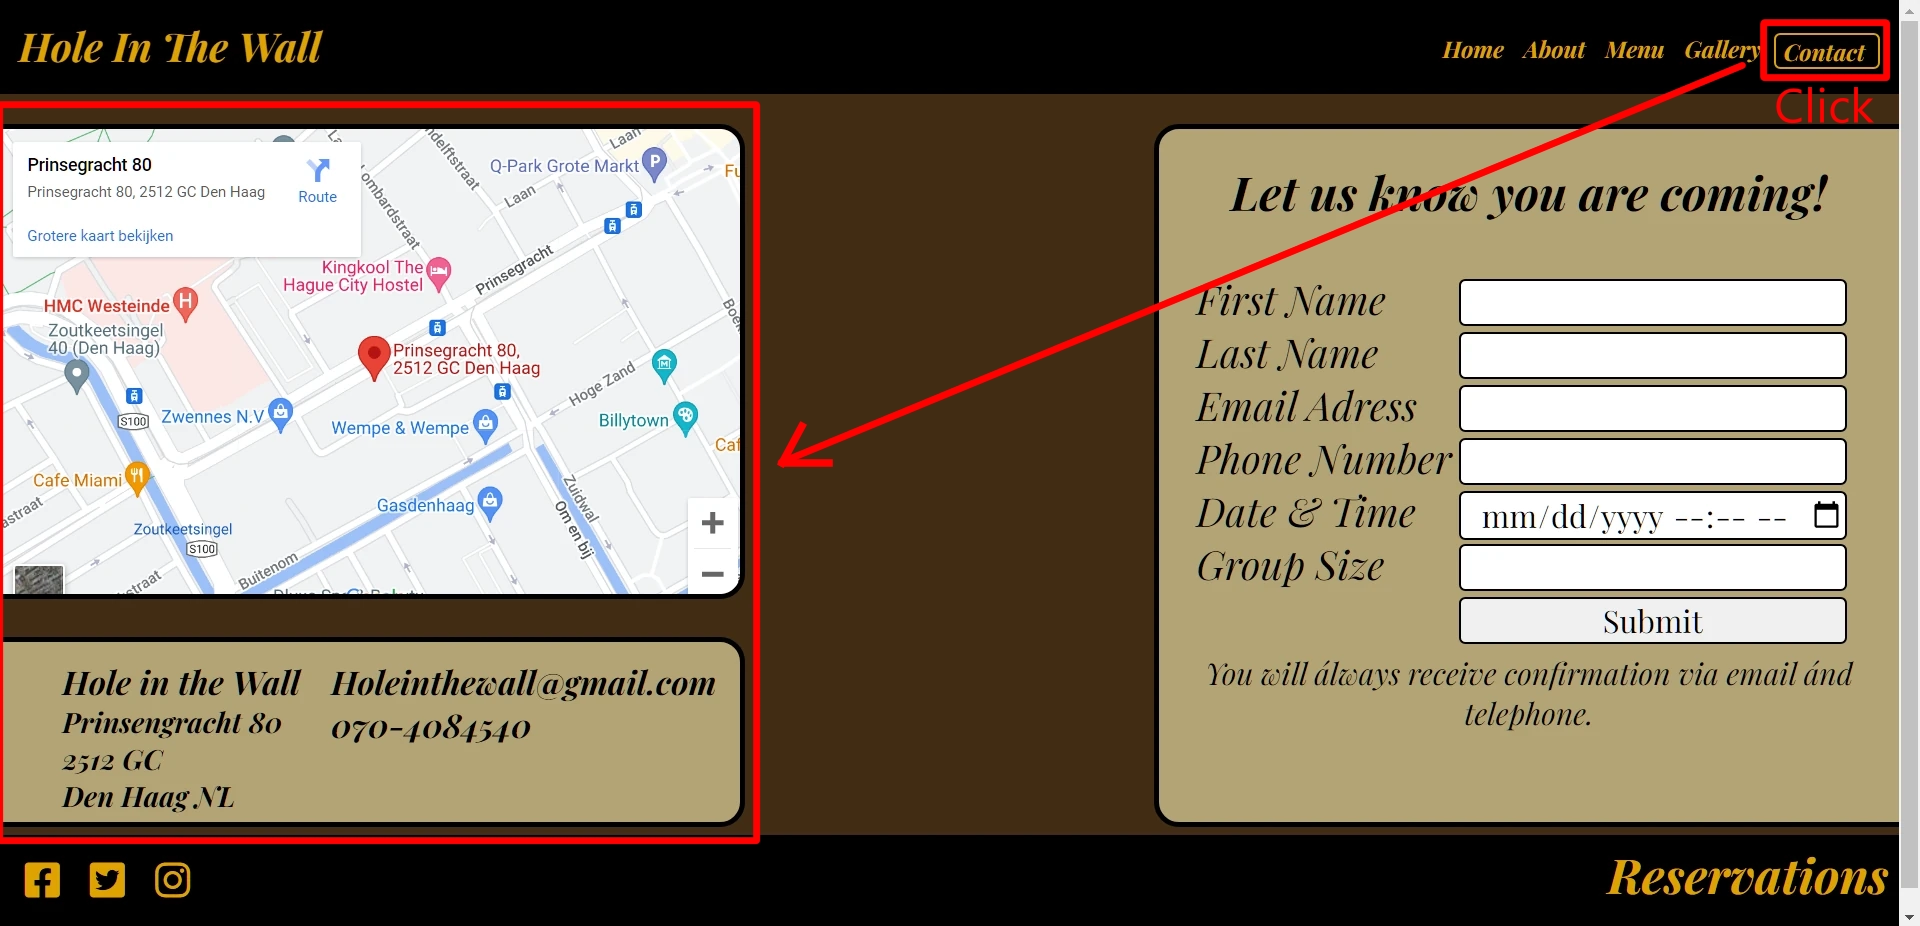 Hole In The Wall
Home About Menu Gallery Contact
Click
Prinsegracht 80
Prinsegracht 80, 2512 GC Den Haag
Route
Grotere kaart bekijken
Laan
Q-Park Grote Markt
P
Laan
Lombardstraat
Prinsegracht
Kingkool The
Hague City Hostel
HMC Westeinde
H
Zoutkeetsingel
40 (Den Haag)
Prinsegracht 80,
2512 GC Den Haag
Hoge Zand
Billytown
S100
Zwennes N.V
Wempe & Wempe
Cafe Miami
Gasdenhaag
Zuidwal
Om en bij
Zoutkeetsingel
S100
Buitenom
+
−
Hole in the Wall
Prinsengracht 80
2512 GC
Den Haag NL
Holeinthewall@gmail.com
070-4084540
Let us know you are coming!
First Name
Last Name
Email Adress
Phone Number
Date & Time mm/dd/yyyy --:-- --
Group Size
Submit
You will álways receive confirmation via email ánd
telephone.
Reservations